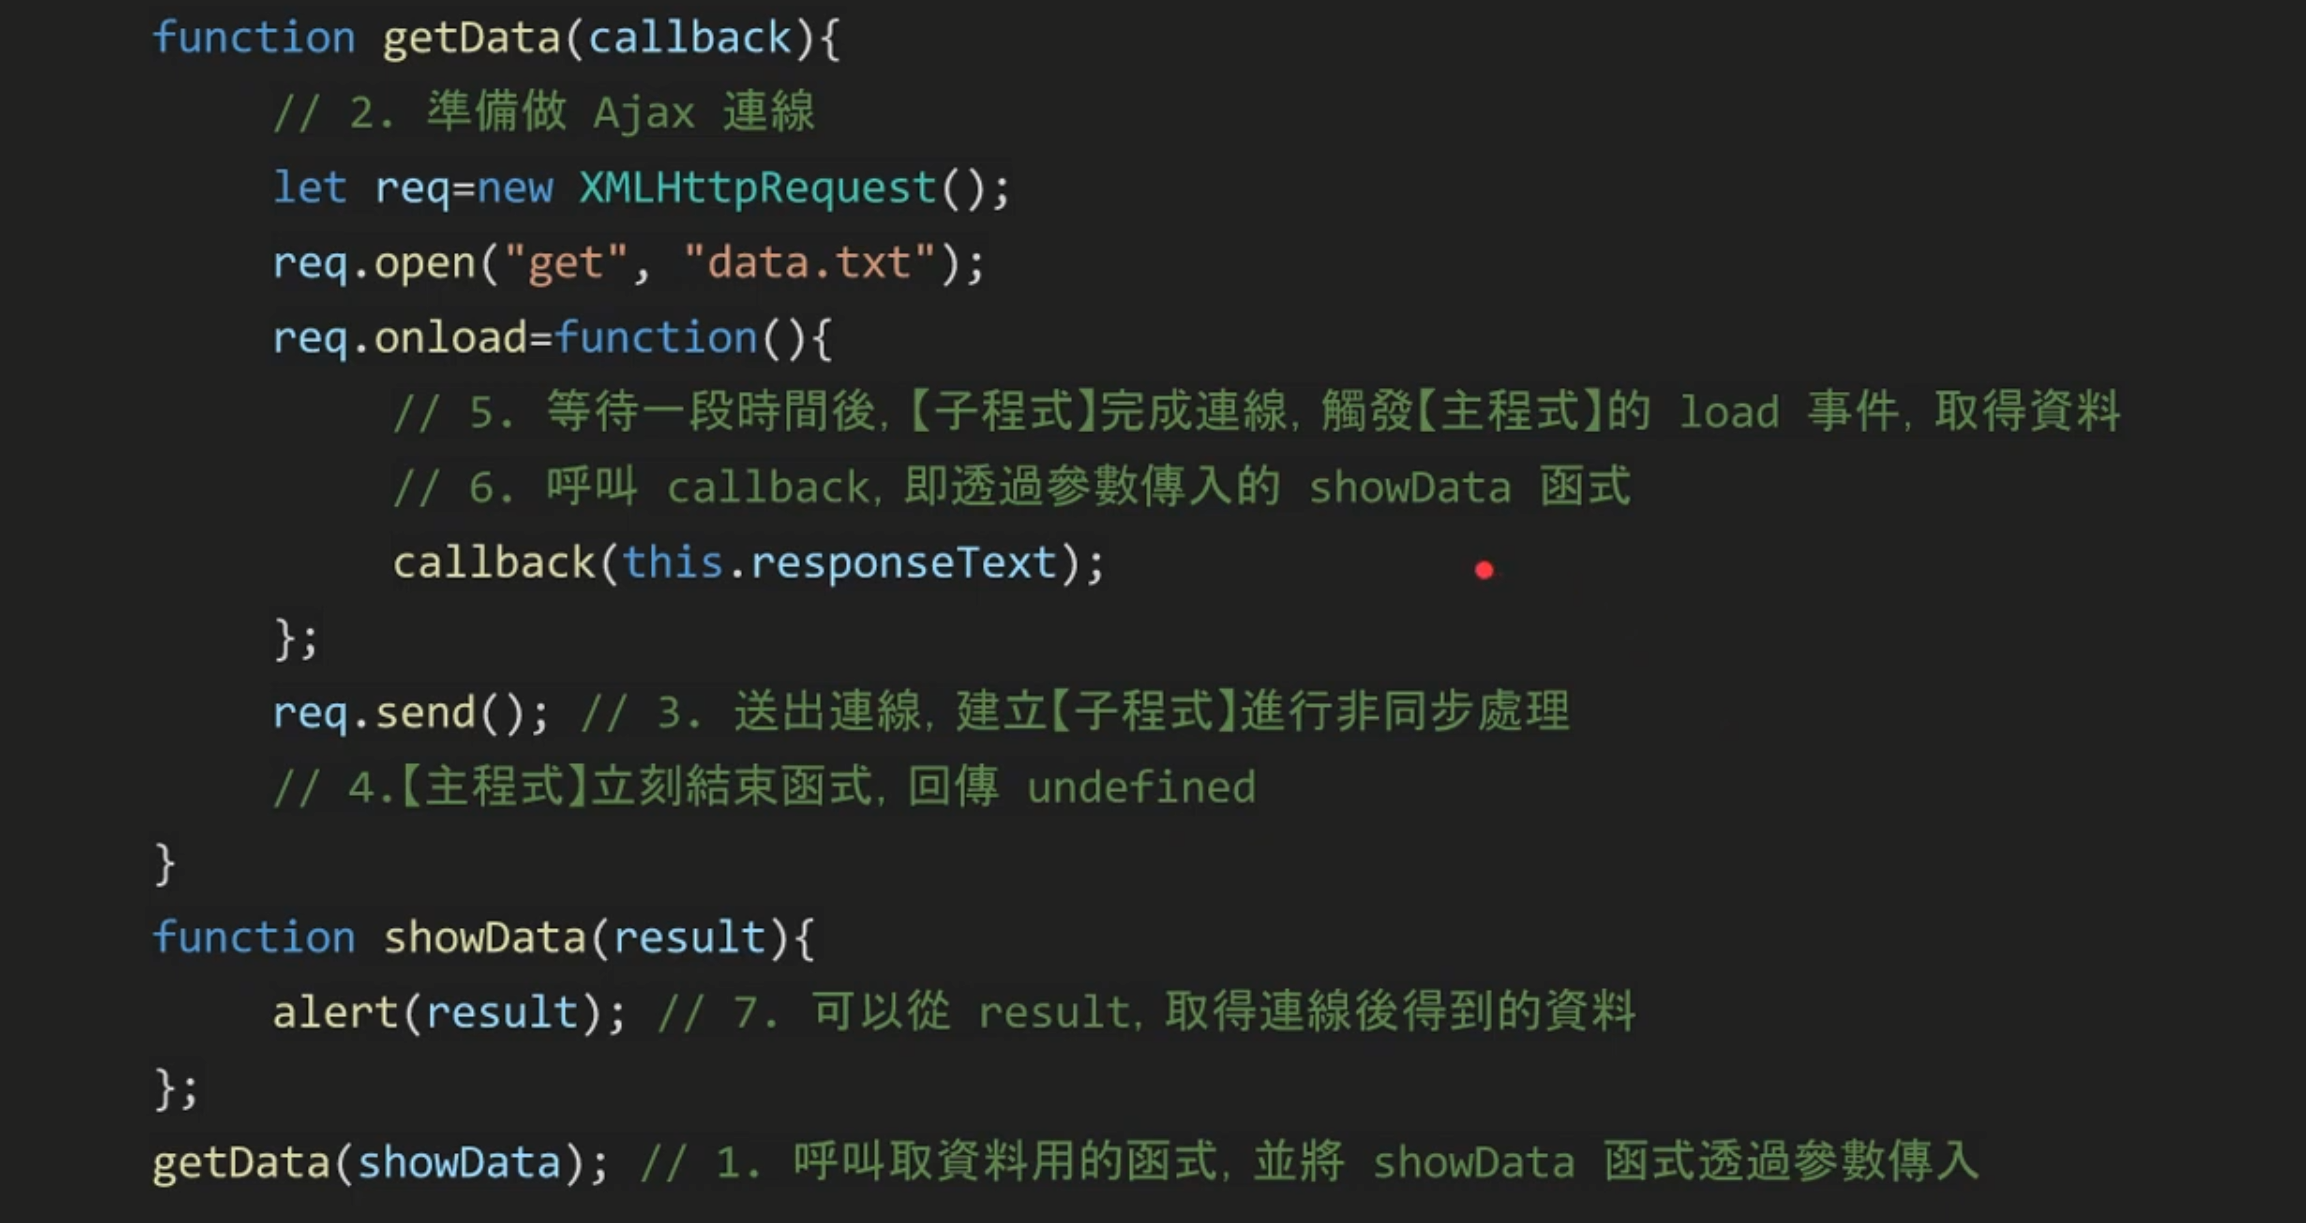 function getData(callback){
// 2. 準備做 Ajax 連線
let req=new XMLHttpRequest();
req.open("get", "data.txt");
req.onload=function(){
// 5. 等待一段時間後,【子程式】完成連線, 觸發【主程式】的 load 事件, 取得資料
// 6. 呼叫 callback, 即透過參數傳入的 showData 函式
callback(this.responseText);
};
req.send(); // 3. 送出連線, 建立【子程式】進行非同步處理
// 4.【主程式】立刻結束函式, 回傳 undefined
}
function showData(result){
alert(result); // 7. 可以從 result, 取得連線後得到的資料
};
getData(showData); // 1. 呼叫取資料用的函式, 並將 showData 函式透過參數傳入